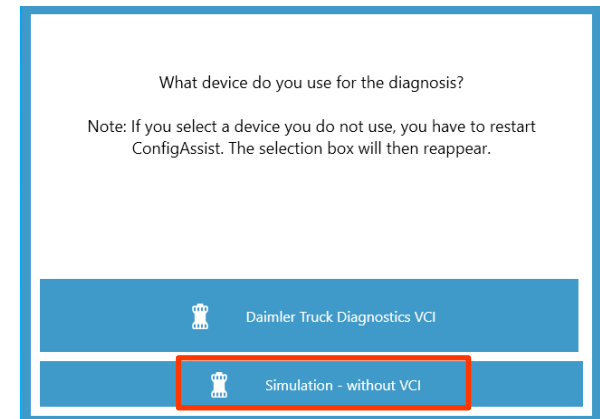 What device do you use for the diagnosis?
Note: If you select a device you do not use, you have to restart
ConfigAssist. The selection box will then reappear.
Daimler Truck Diagnostics VCI
Simulation - without VCI